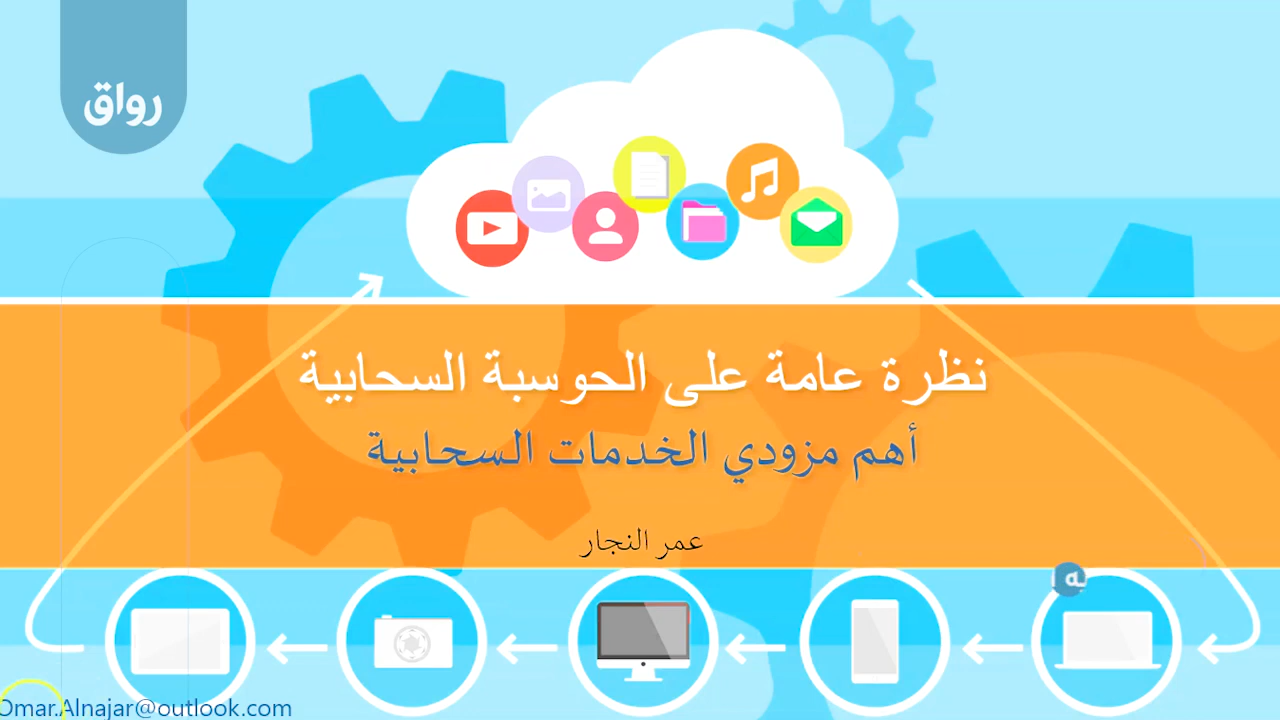 رواق
نظرة عامة على الحوسبة السحابية
أهم مزودي الخدمات السحابية
عمر النجار
Omar.Alnajar@outlook.com